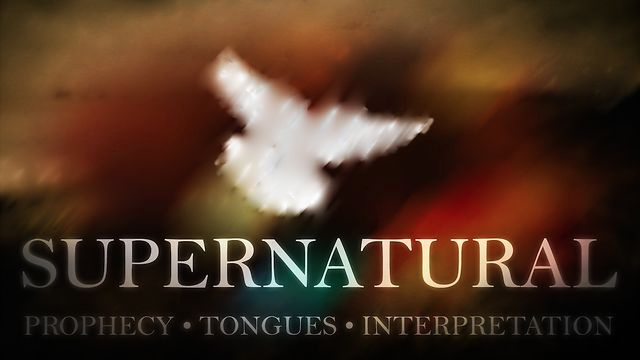 SUPERNATURAL
PROPHECY • TONGUES • INTERPRETATION